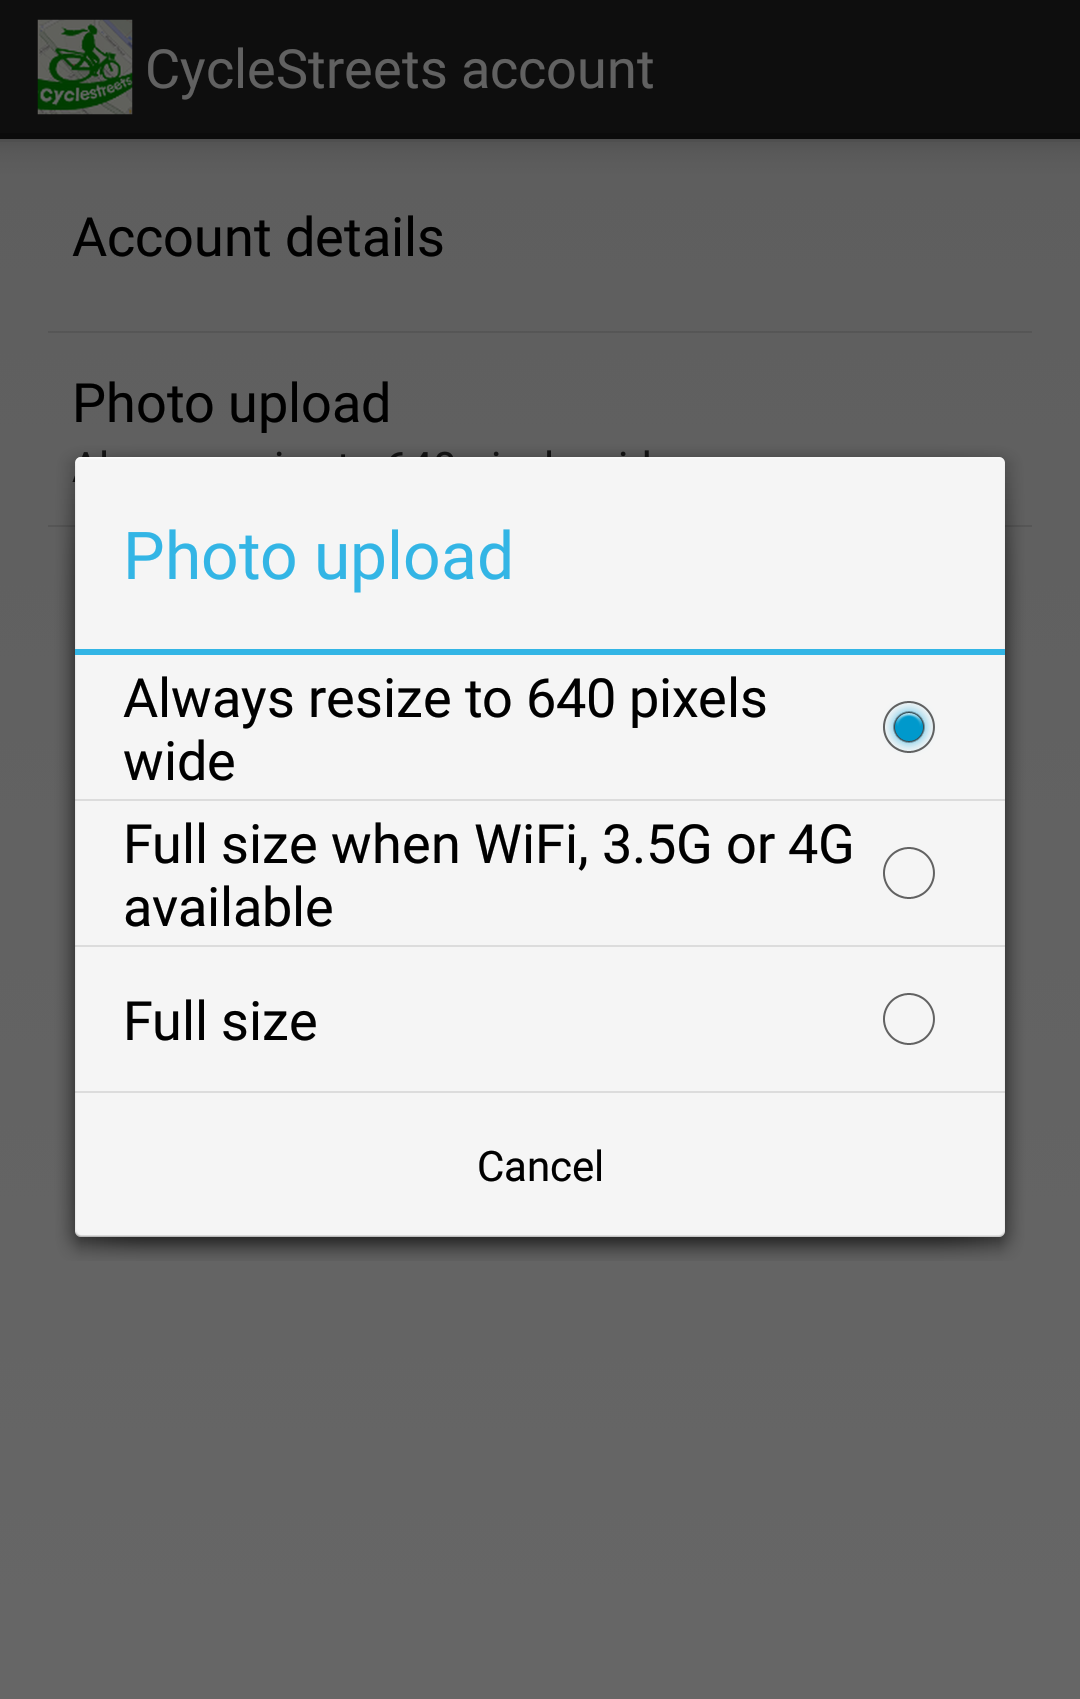 Cyclestreets
CycleStreets account
Account details
Photo upload
Photo upload
Always resize to 640 pixels
wide
Full size when WiFi, 3.5G or 4G
available
Full size
Cancel